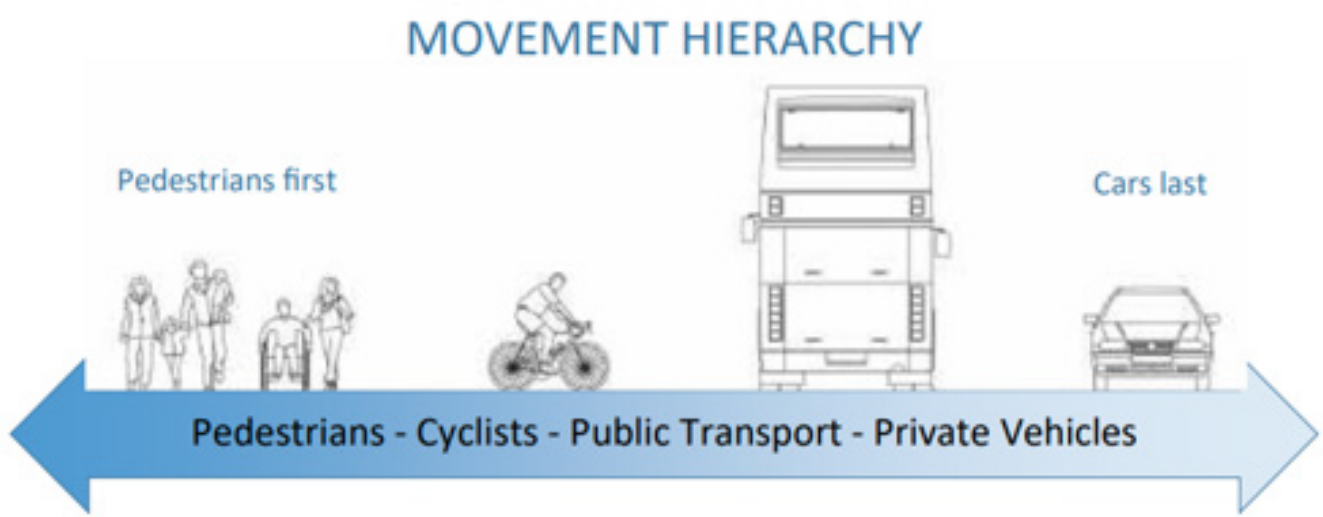 MOVEMENT HIERARCHY
Pedestrians first
Cars last
Pedestrians - Cyclists - Public Transport - Private Vehicles